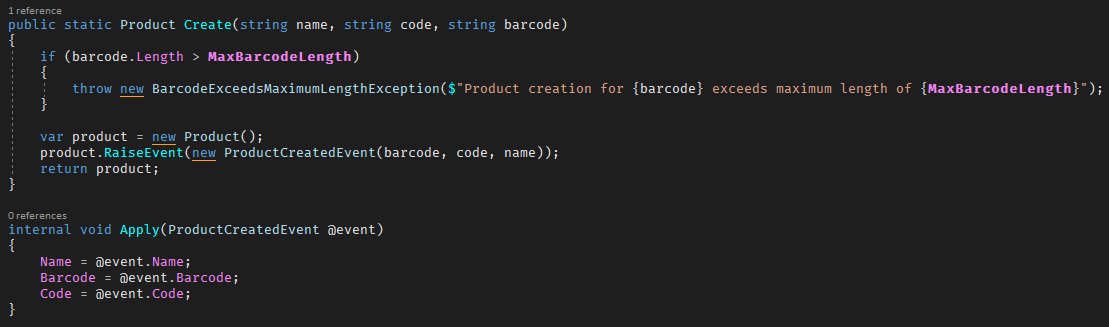 1 reference
public static Product Create(string name, string code, string barcode)
{
if (barcode.Length > MaxBarcodeLength)
{
throw new BarcodeExceedsMaximumLengthException($"Product creation for {barcode} exceeds maximum length of {MaxBarcodeLength}");
}
var product = new Product();
product.RaiseEvent(new ProductCreatedEvent(barcode, code, name));
return product;
}
0 references
internal void Apply(ProductCreatedEvent @event)
{
Name = @event.Name;
Barcode = @event.Barcode;
Code = @event.Code;
}